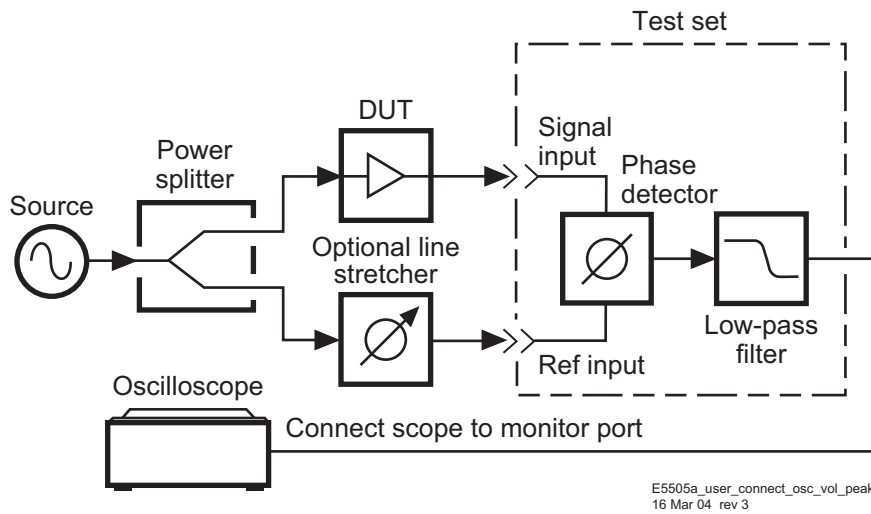 Test set
DUT
Signal
input
Power
splitter
Phase
detector
Source
Optional line
stretcher
Low-pass
filter
Ref input
Oscilloscope
Connect scope to monitor port
E5505a_user_connect_osc_vol_peak
16 Mar 04 rev 3